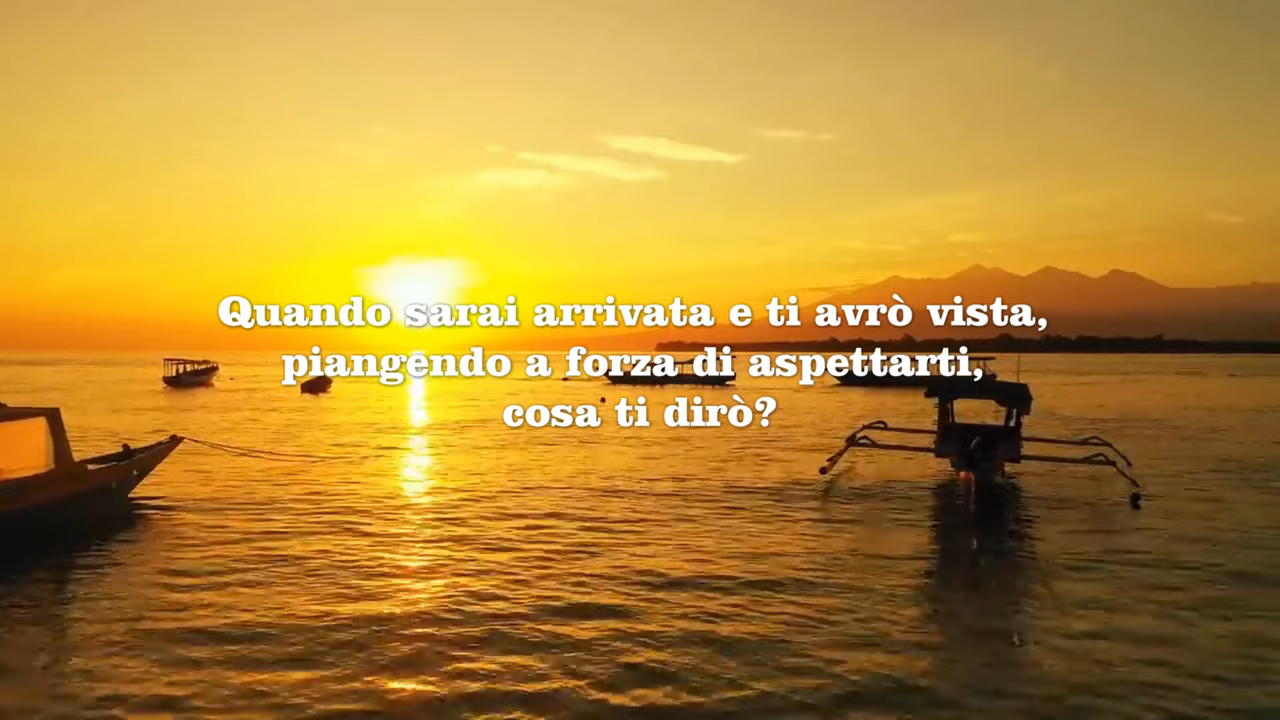 Quando sarai arrivata e ti avrò vista,
piangendo a forza di aspettarti,
cosa ti dirò?